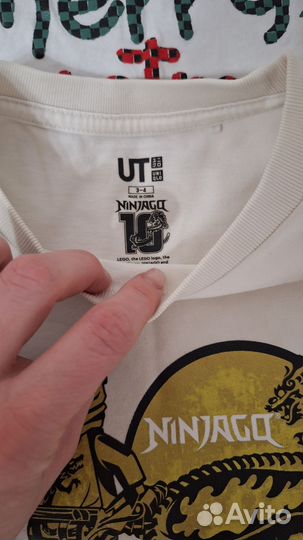 UT UNI QLO
3-4
MADE IN CHINA
NINJAGO
10
LEGO, the LEGO logo, the
NINJAGO
Avito